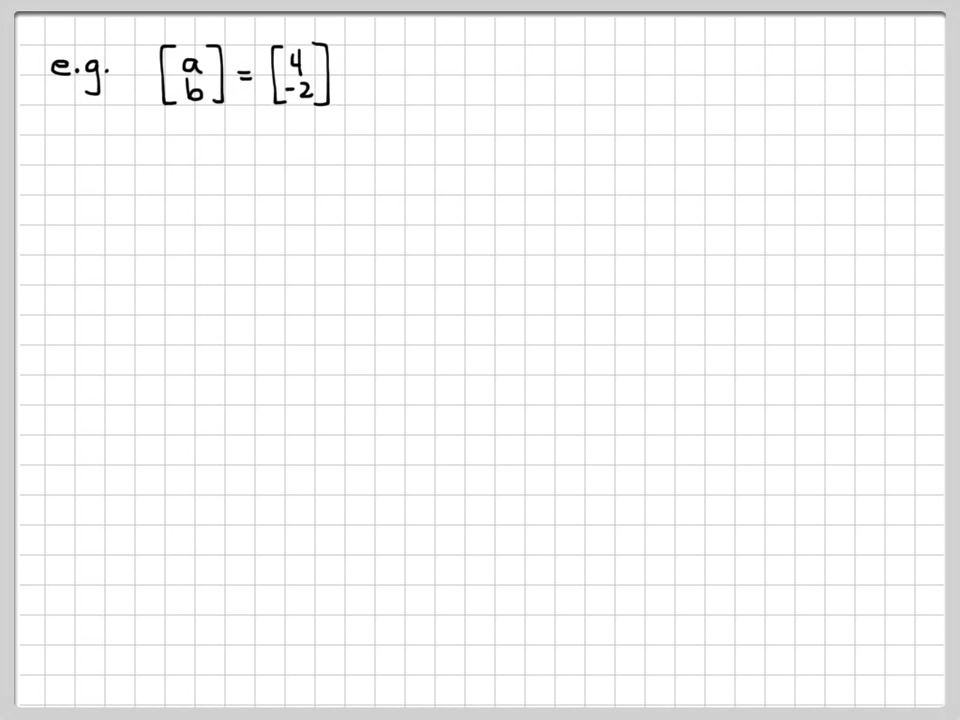 e.g. [a b] = [4 -2]